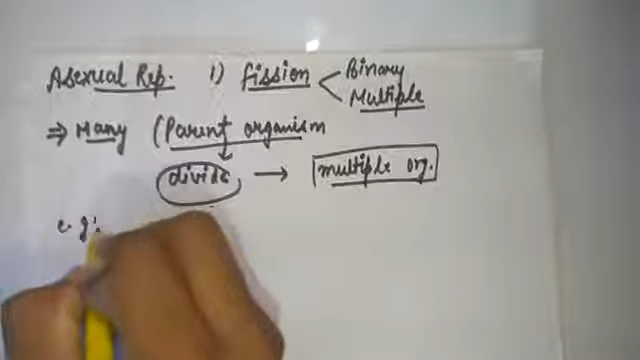 Asexual Rep. 1) fission < Binary
Multiple
⇒ Many (Parent organism
↓
divide → multiple org.
e.g: